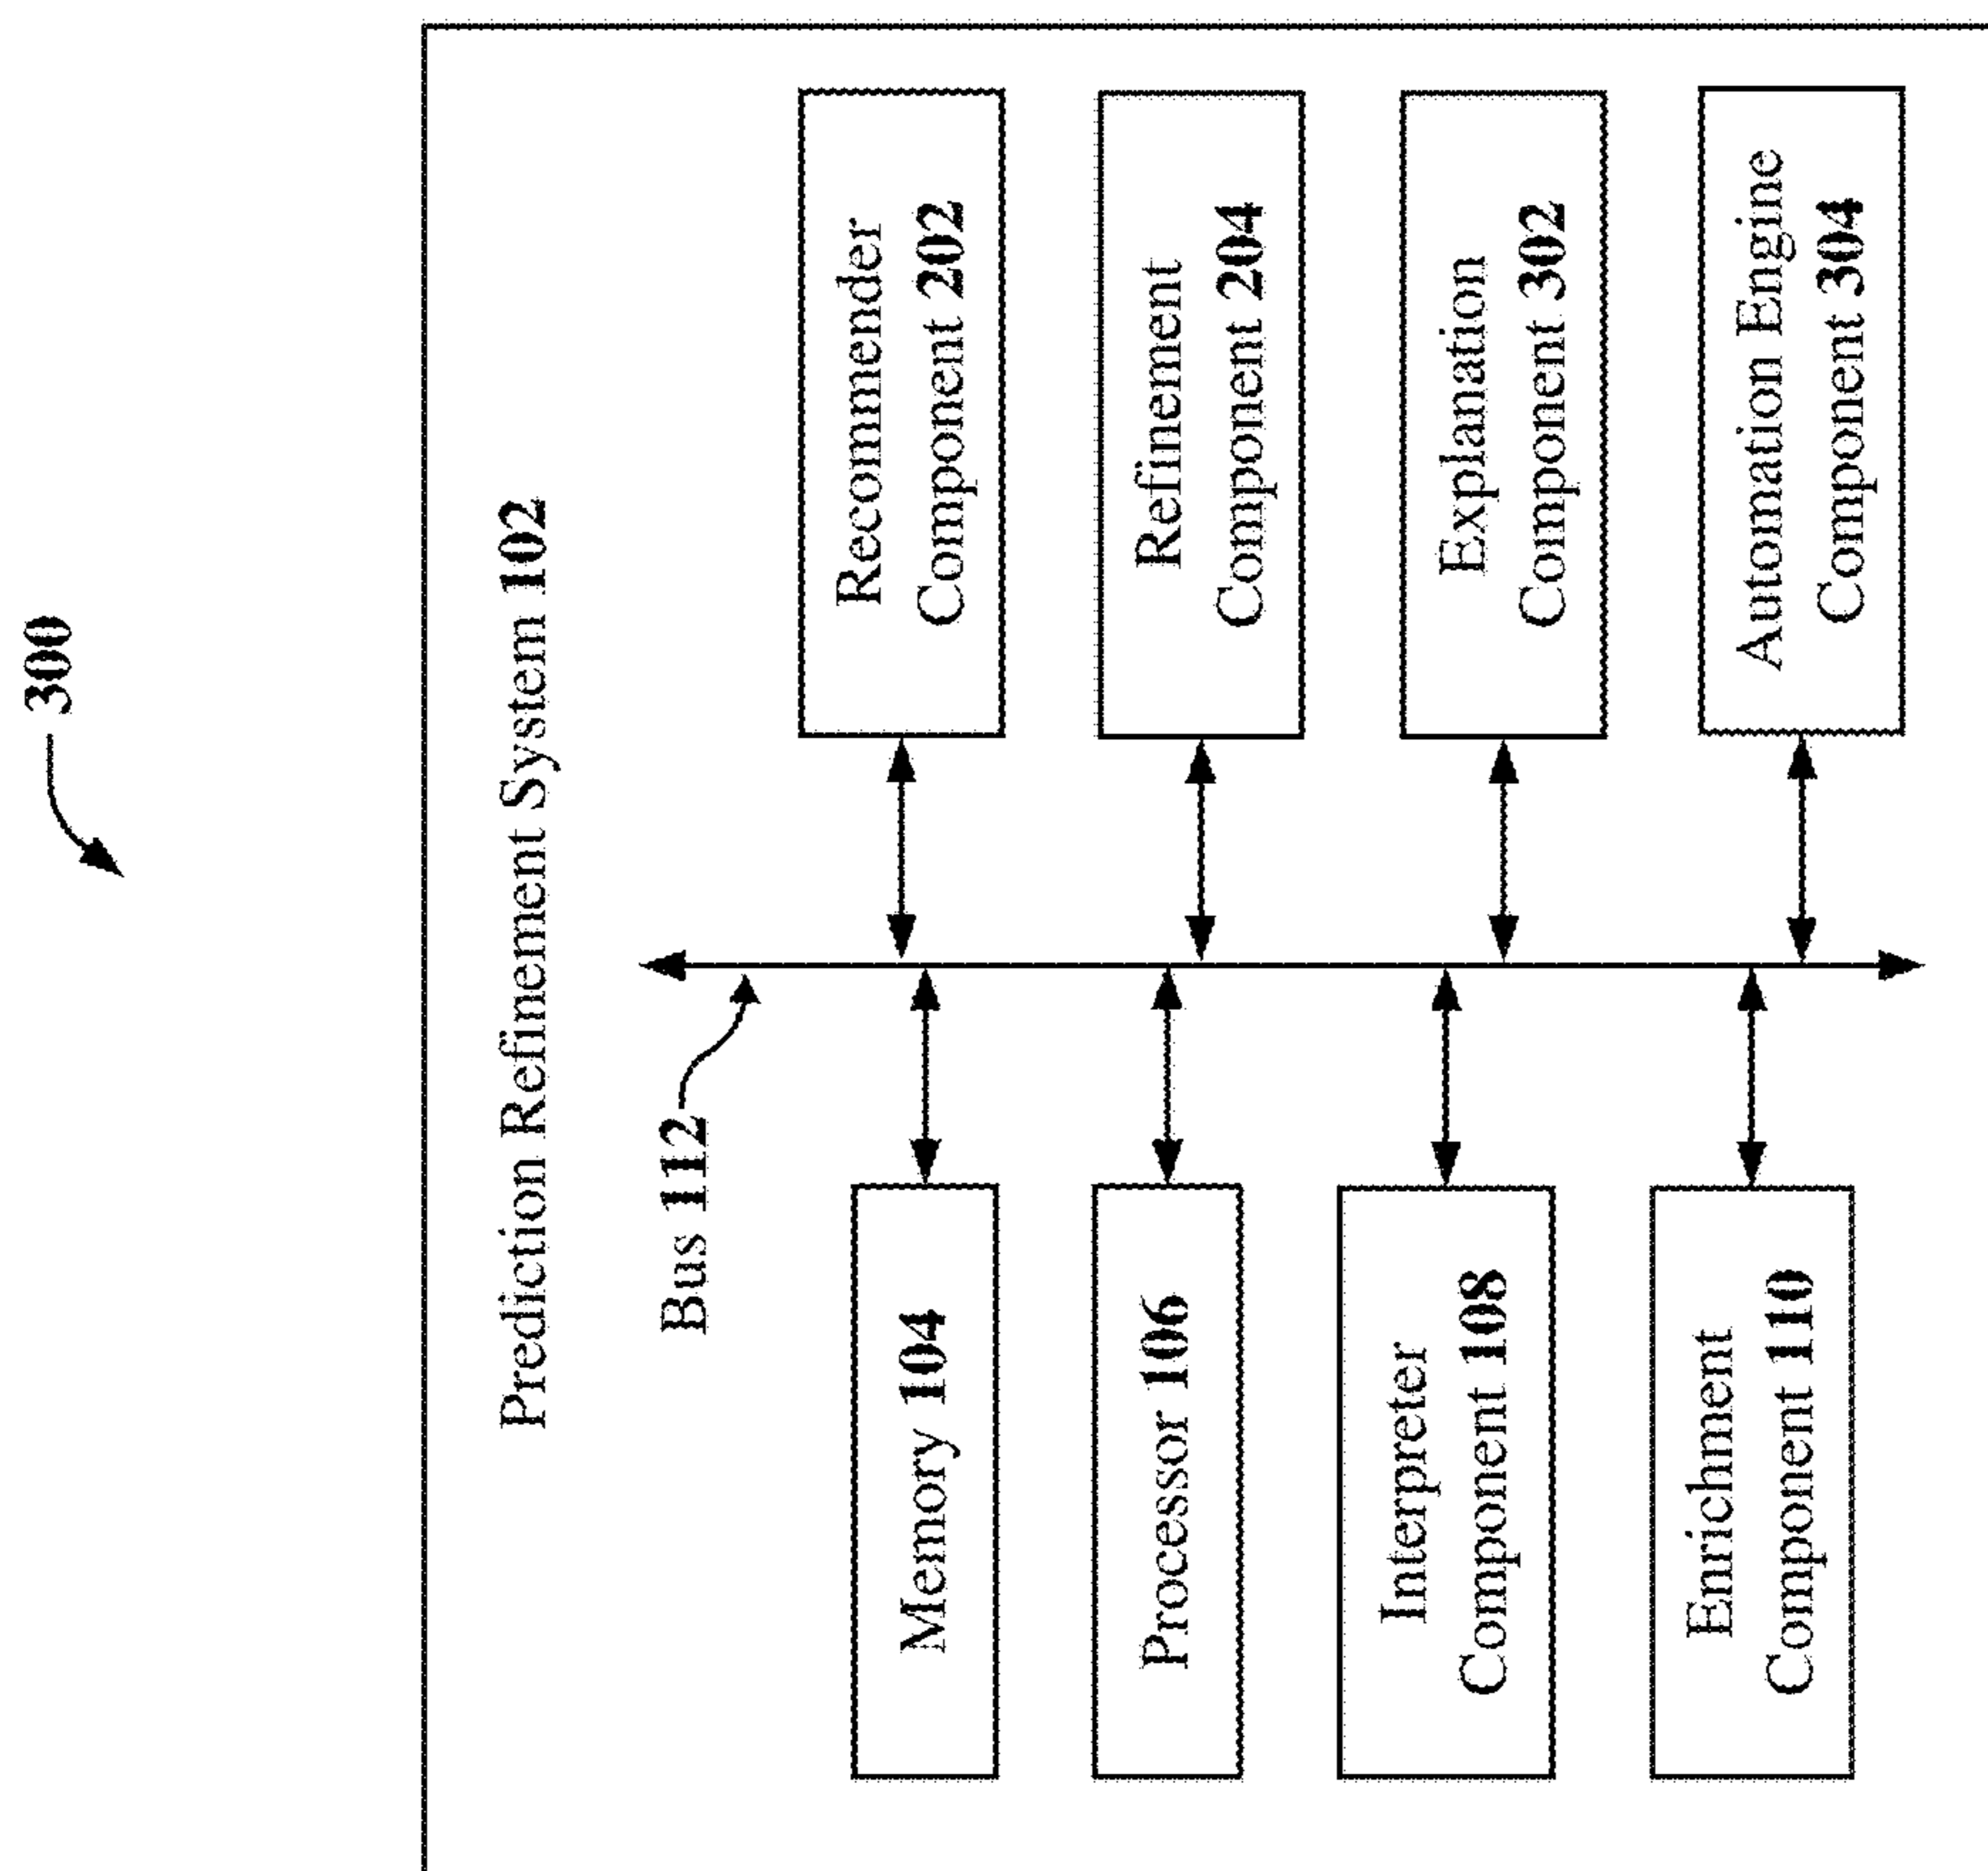 300
Prediction Refinement System 102
Bus 112
Memory 104
Processor 106
Interpreter
Component 108
Enrichment
Component 110
Recommender
Component 202
Refinement
Component 204
Explanation
Component 302
Automation Engine
Component 304